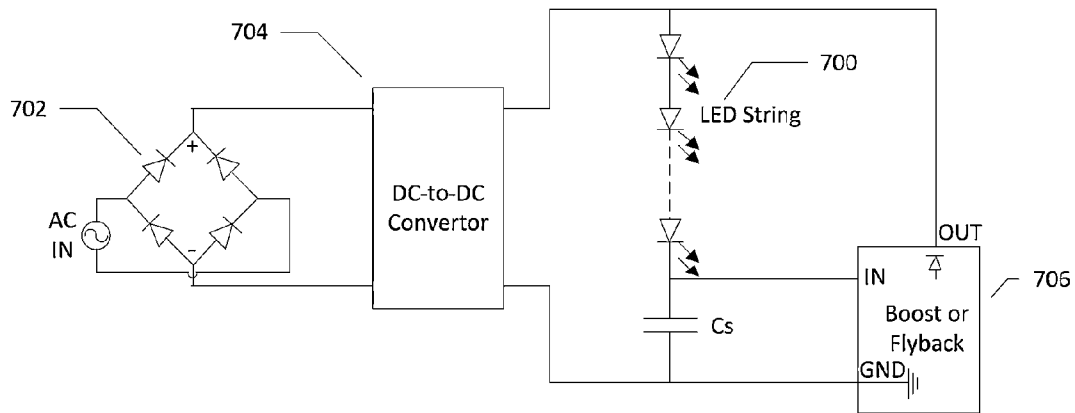 704
702
700
LED String
+
-
AC
IN
DC-to-DC
Convertor
OUT
IN
706
Boost or
Flyback
Cs
GND